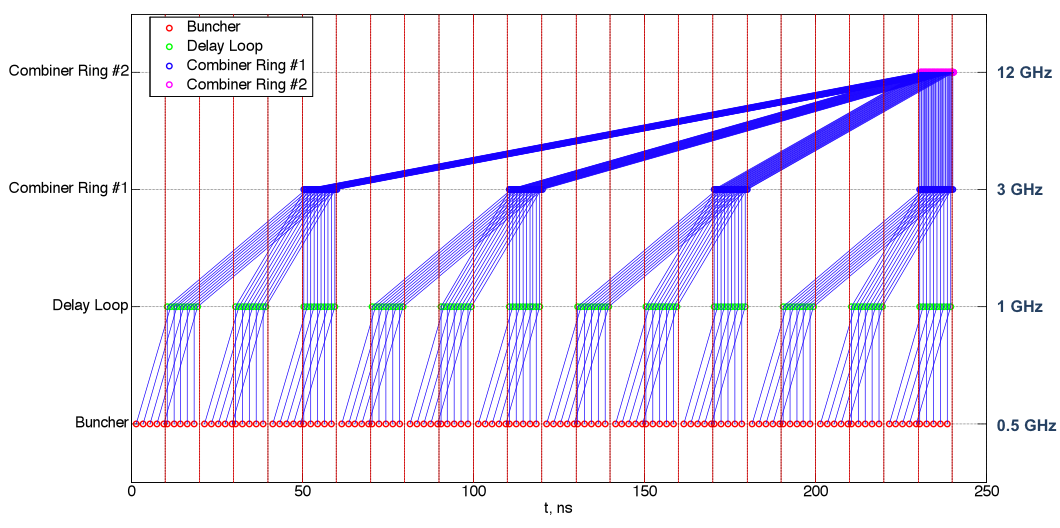 Buncher
Delay Loop
Combiner Ring #1
Combiner Ring #2
Combiner Ring #2
12 GHz
Combiner Ring #1
3 GHz
Delay Loop
1 GHz
Buncher
0.5 GHz
0
50
100
150
200
250
t, ns